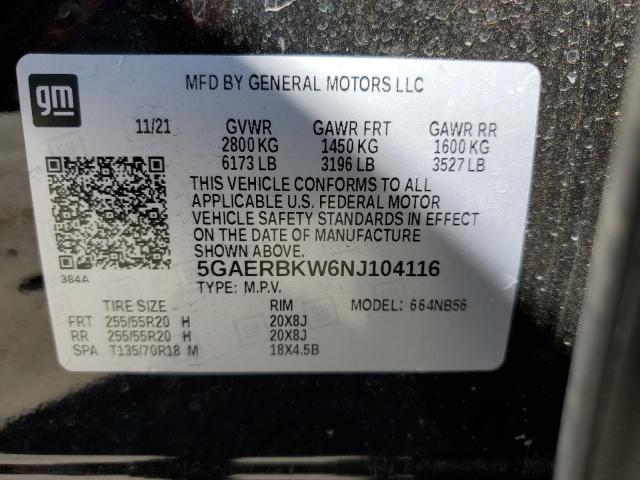 gm
MFD BY GENERAL MOTORS LLC
11/21 GVWR GAWR FRT GAWR RR
2800 KG 1450 KG 1600 KG
6173 LB 3196 LB 3527 LB
THIS VEHICLE CONFORMS TO ALL
APPLICABLE U.S. FEDERAL MOTOR
VEHICLE SAFETY STANDARDS IN EFFECT
ON THE DATE OF MANUFACTURE
SHOWN ABOVE.
384A
5GAERBKW6NJ104116
TYPE: M.P.V.
TIRE SIZE RIM MODEL: 664NB56
FRT 255/55R20 H 20X8J
RR 255/55R20 H 20X8J
SPA T135/70R18 M 18X4.5B